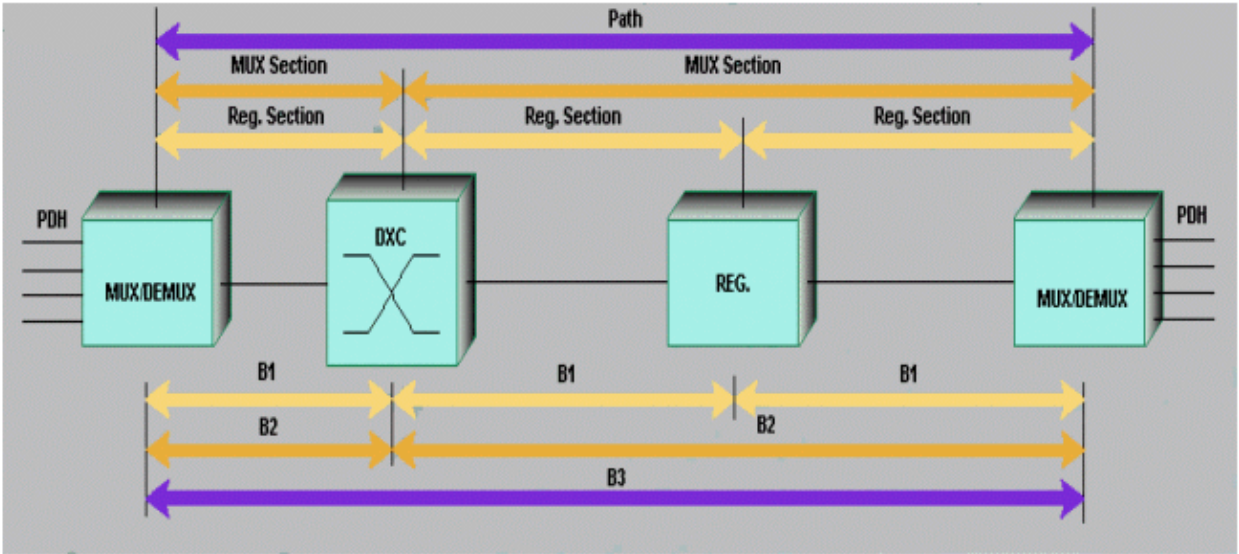 Path
MUX Section MUX Section
Reg. Section Reg. Section Reg. Section
PDH DXC PDH
MUX/DEMUX REG. MUX/DEMUX
B1 B1 B1
B2 B2
B3